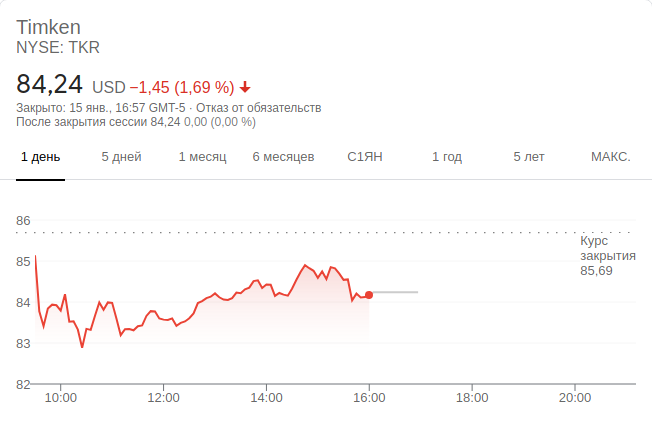 Timken
NYSE: TKR
84,24 USD −1,45 (1,69 %)
Закрыто: 15 янв., 16:57 GMT-5 · Отказ от обязательств
После закрытия сессии 84,24 0,00 (0,00 %)
1 день 5 дней 1 месяц 6 месяцев С1ЯН 1 год 5 лет МАКС.
86
Курс
закрытия
85,69
85
84
83
82
10:00 12:00 14:00 16:00 18:00 20:00